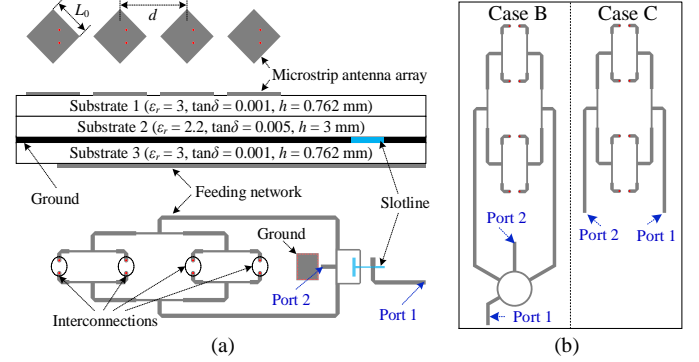 L₀
d
Microstrip antenna array
Substrate 1 (εr = 3, tanδ = 0.001, h = 0.762 mm)
Substrate 2 (εr = 2.2, tanδ = 0.005, h = 3 mm)
Substrate 3 (εr = 3, tanδ = 0.001, h = 0.762 mm)
Ground
Feeding network
Slotline
Ground
Port 2
Port 1
Interconnections
(a)
Case B
Case C
Port 2
Port 1
Port 2
Port 1
(b)